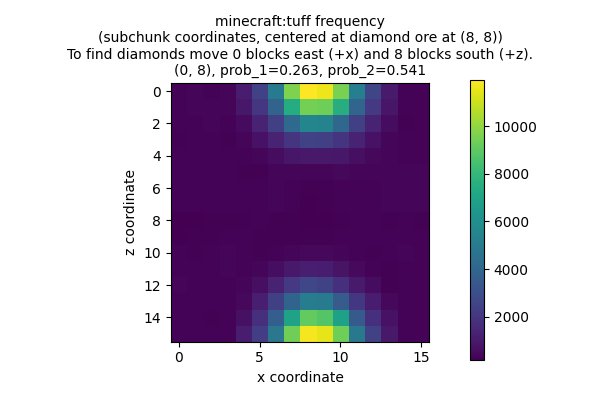 minecraft:tuff frequency
(subchunk coordinates, centered at diamond ore at (8, 8))
To find diamonds move 0 blocks east (+x) and 8 blocks south (+z).
(0, 8), prob_1=0.263, prob_2=0.541
0
2
4
6
8
10
12
14
z coordinate
0
5
10
15
x coordinate
10000
8000
6000
4000
2000